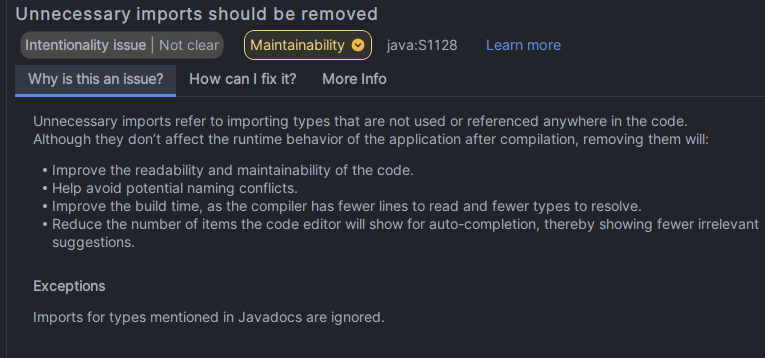 Unnecessary imports should be removed
Intentionality issue | Not clear Maintainability java:S1128 Learn more
Why is this an issue? How can I fix it? More Info
Unnecessary imports refer to importing types that are not used or referenced anywhere in the code.
Although they don’t affect the runtime behavior of the application after compilation, removing them will:
• Improve the readability and maintainability of the code.
• Help avoid potential naming conflicts.
• Improve the build time, as the compiler has fewer lines to read and fewer types to resolve.
• Reduce the number of items the code editor will show for auto-completion, thereby showing fewer irrelevant
suggestions.
Exceptions
Imports for types mentioned in Javadocs are ignored.